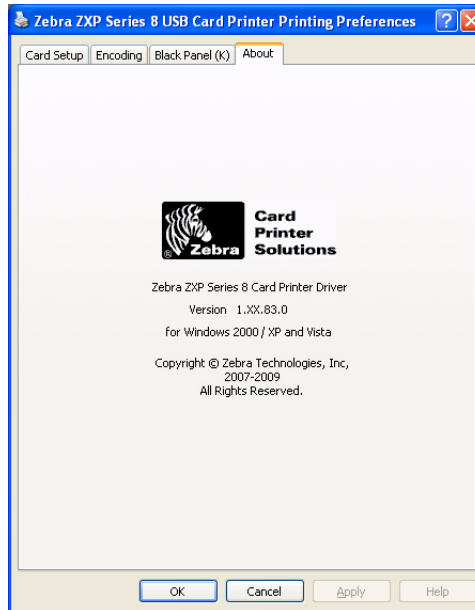 Zebra ZXP Series 8 USB Card Printer Printing Preferences
Card Setup Encoding Black Panel (K) About
Zebra ®
Card
Printer
Solutions
Zebra ZXP Series 8 Card Printer Driver
Version 1.XX.83.0
for Windows 2000 / XP and Vista
Copyright © Zebra Technologies, Inc,
2007-2009
All Rights Reserved.
OK Cancel Apply Help